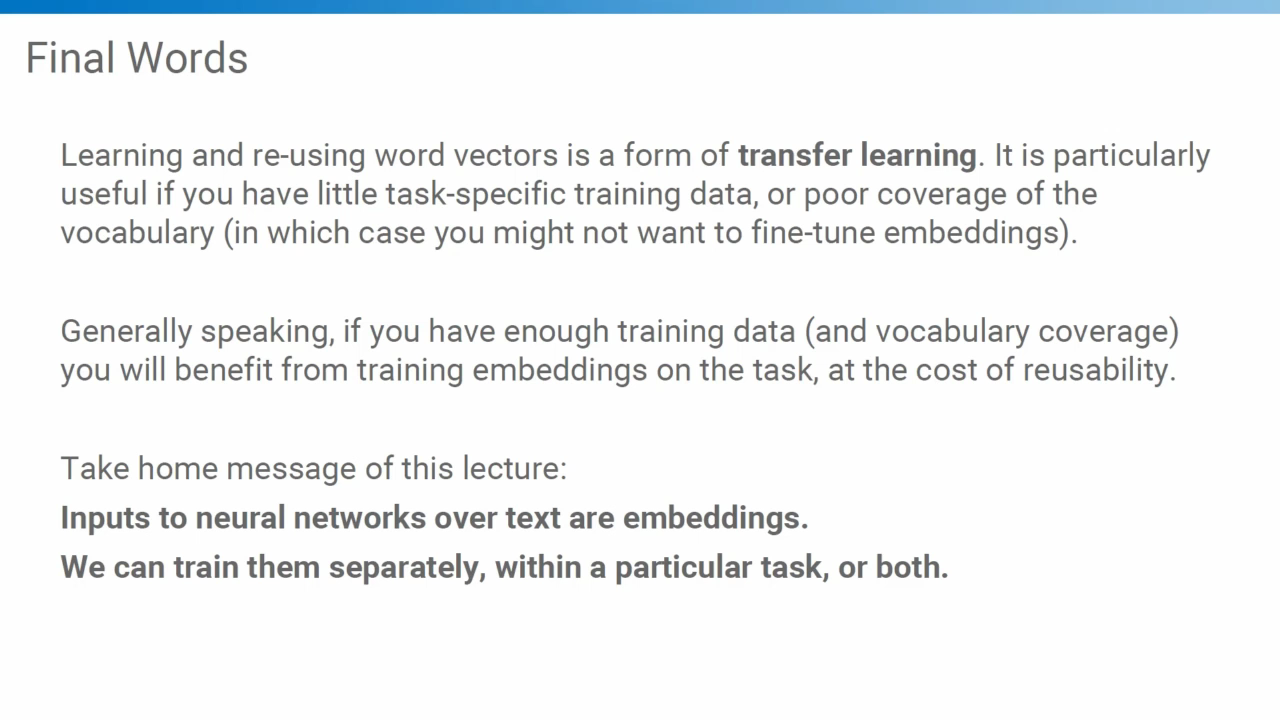 Final Words
Learning and re-using word vectors is a form of transfer learning. It is particularly
useful if you have little task-specific training data, or poor coverage of the
vocabulary (in which case you might not want to fine-tune embeddings).
Generally speaking, if you have enough training data (and vocabulary coverage)
you will benefit from training embeddings on the task, at the cost of reusability.
Take home message of this lecture:
Inputs to neural networks over text are embeddings.
We can train them separately, within a particular task, or both.